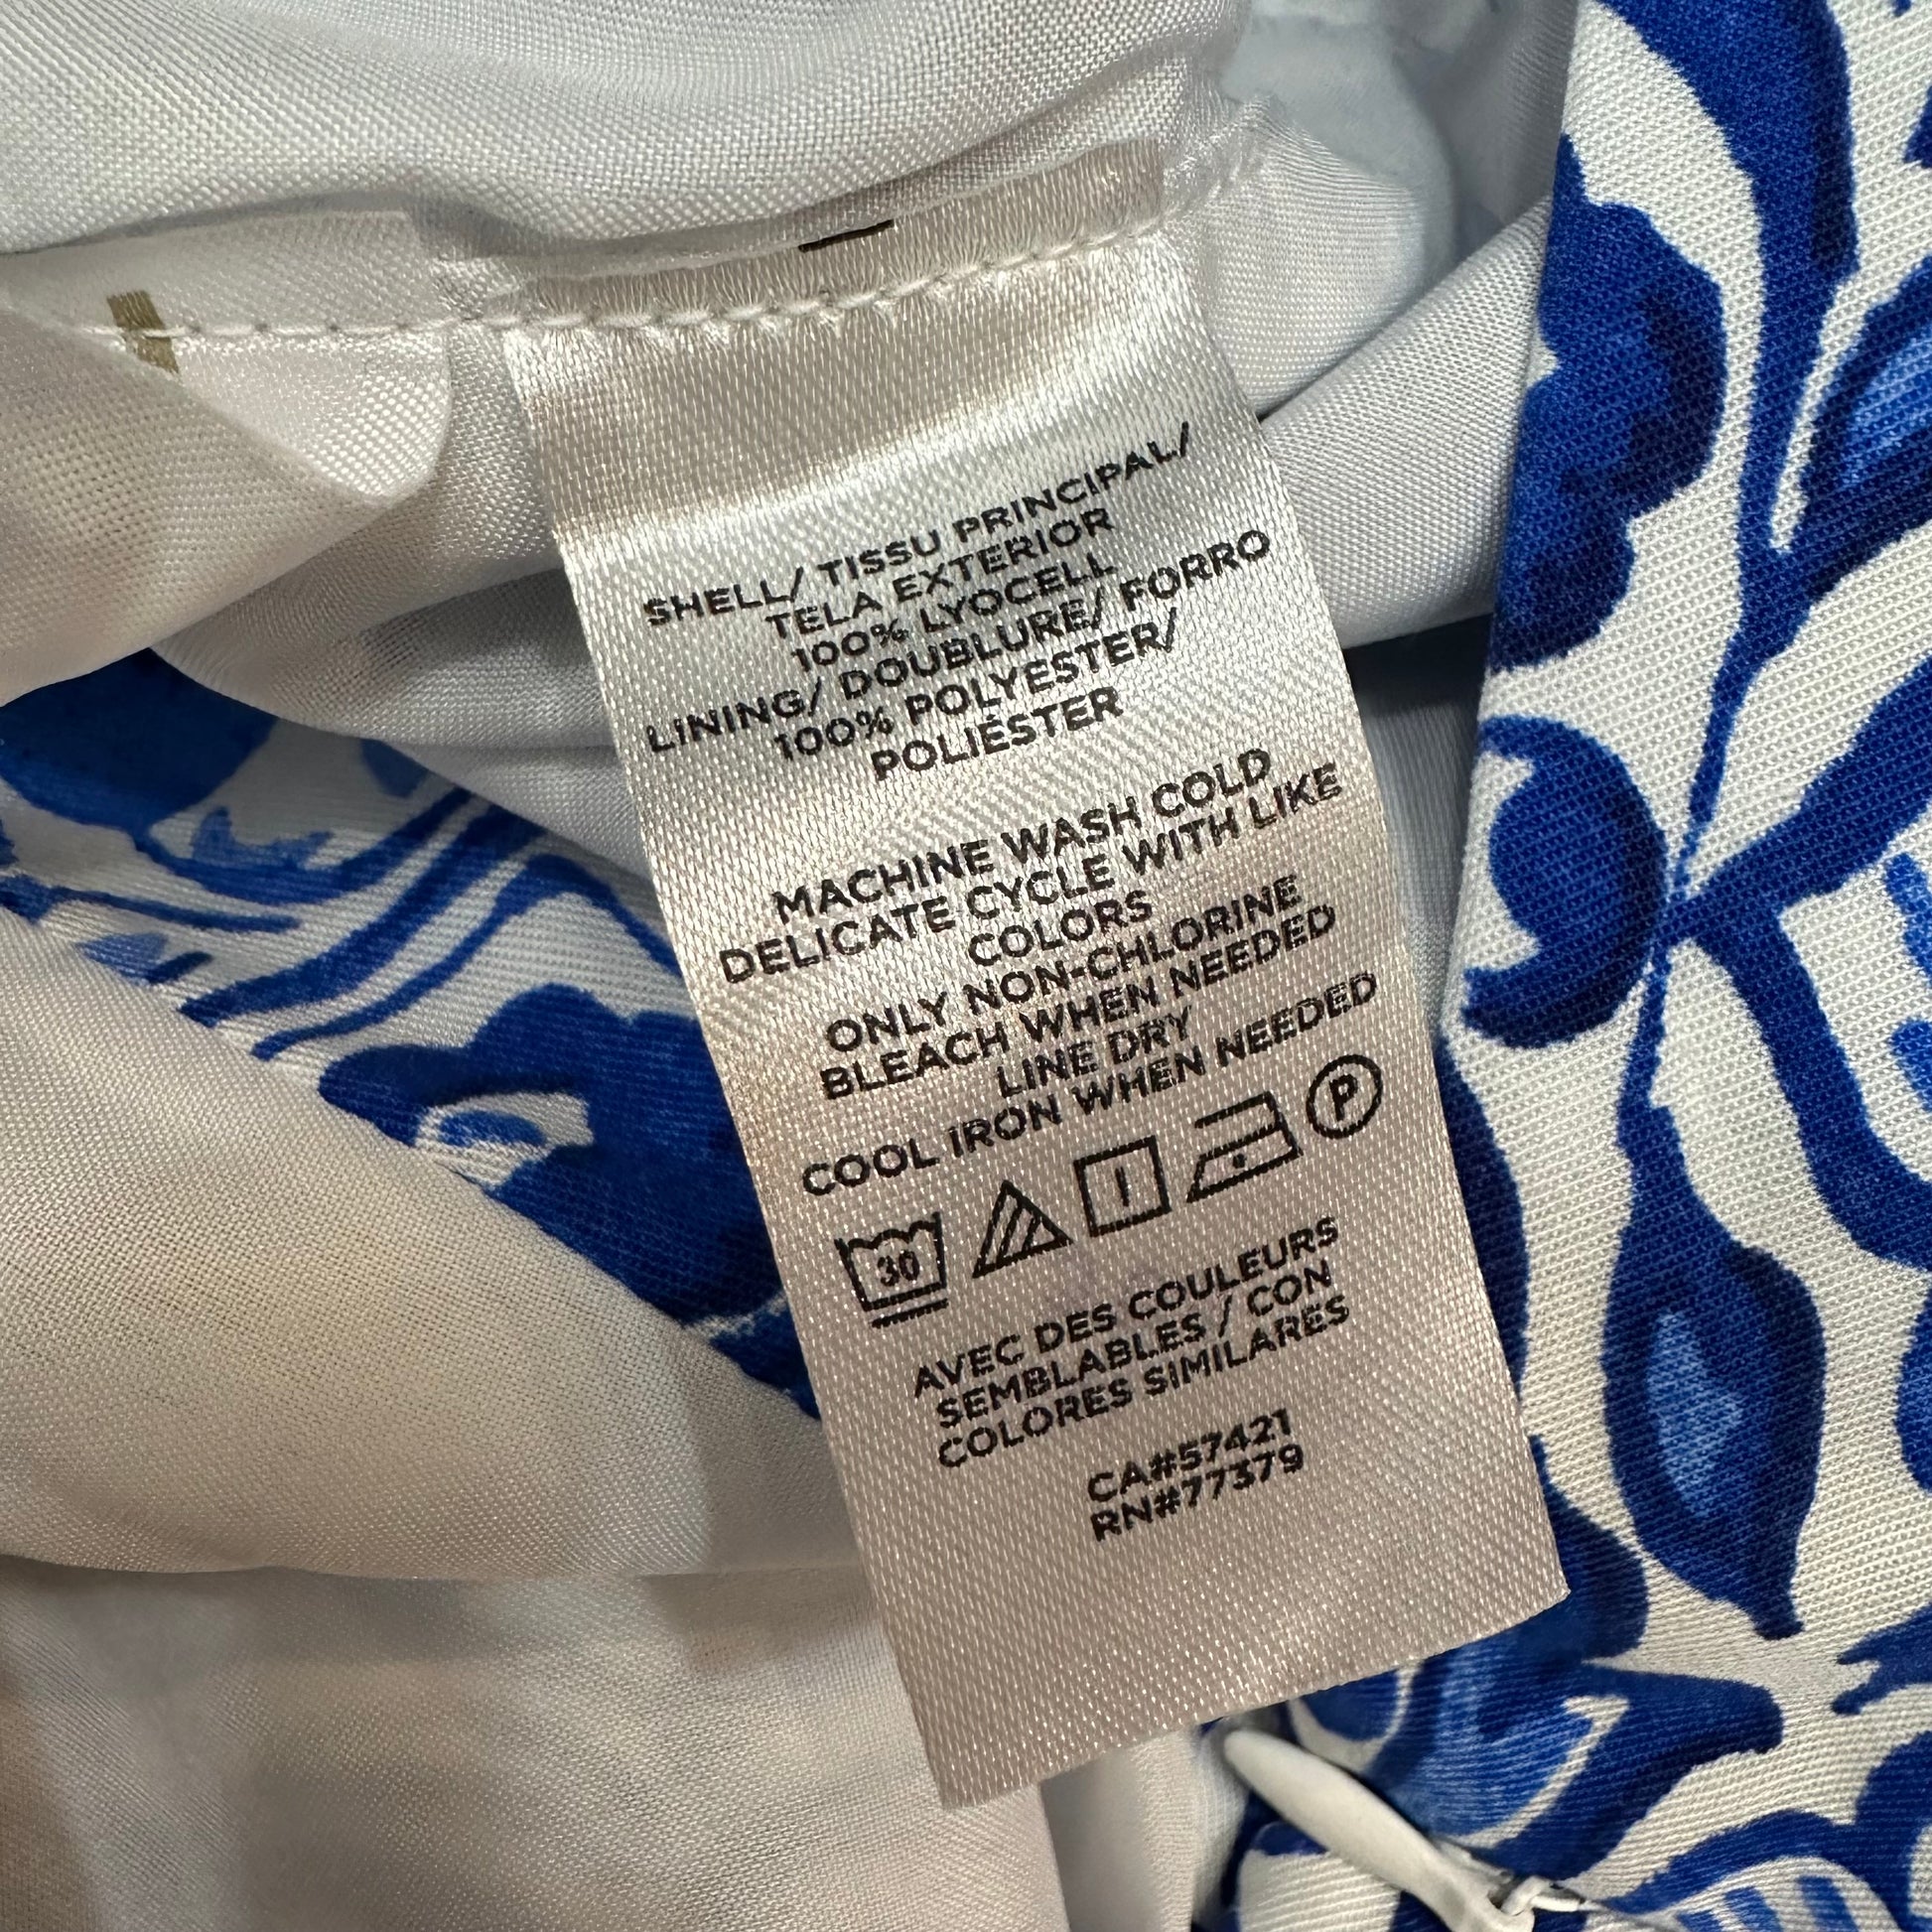 SHELL/ TISSU PRINCIPAL/
TELA EXTERIOR
100% LYOCELL
LINING/ DOUBLURE/ FORRO
100% POLYESTER/
POLIÉSTER
MACHINE WASH COLD
DELICATE CYCLE WITH LIKE
COLORS
ONLY NON-CHLORINE
BLEACH WHEN NEEDED
LINE DRY
COOL IRON WHEN NEEDED
30 P
AVEC DES COULEURS
SEMBLABLES / CON
COLORES SIMILARES
CA#57421
RN#77379